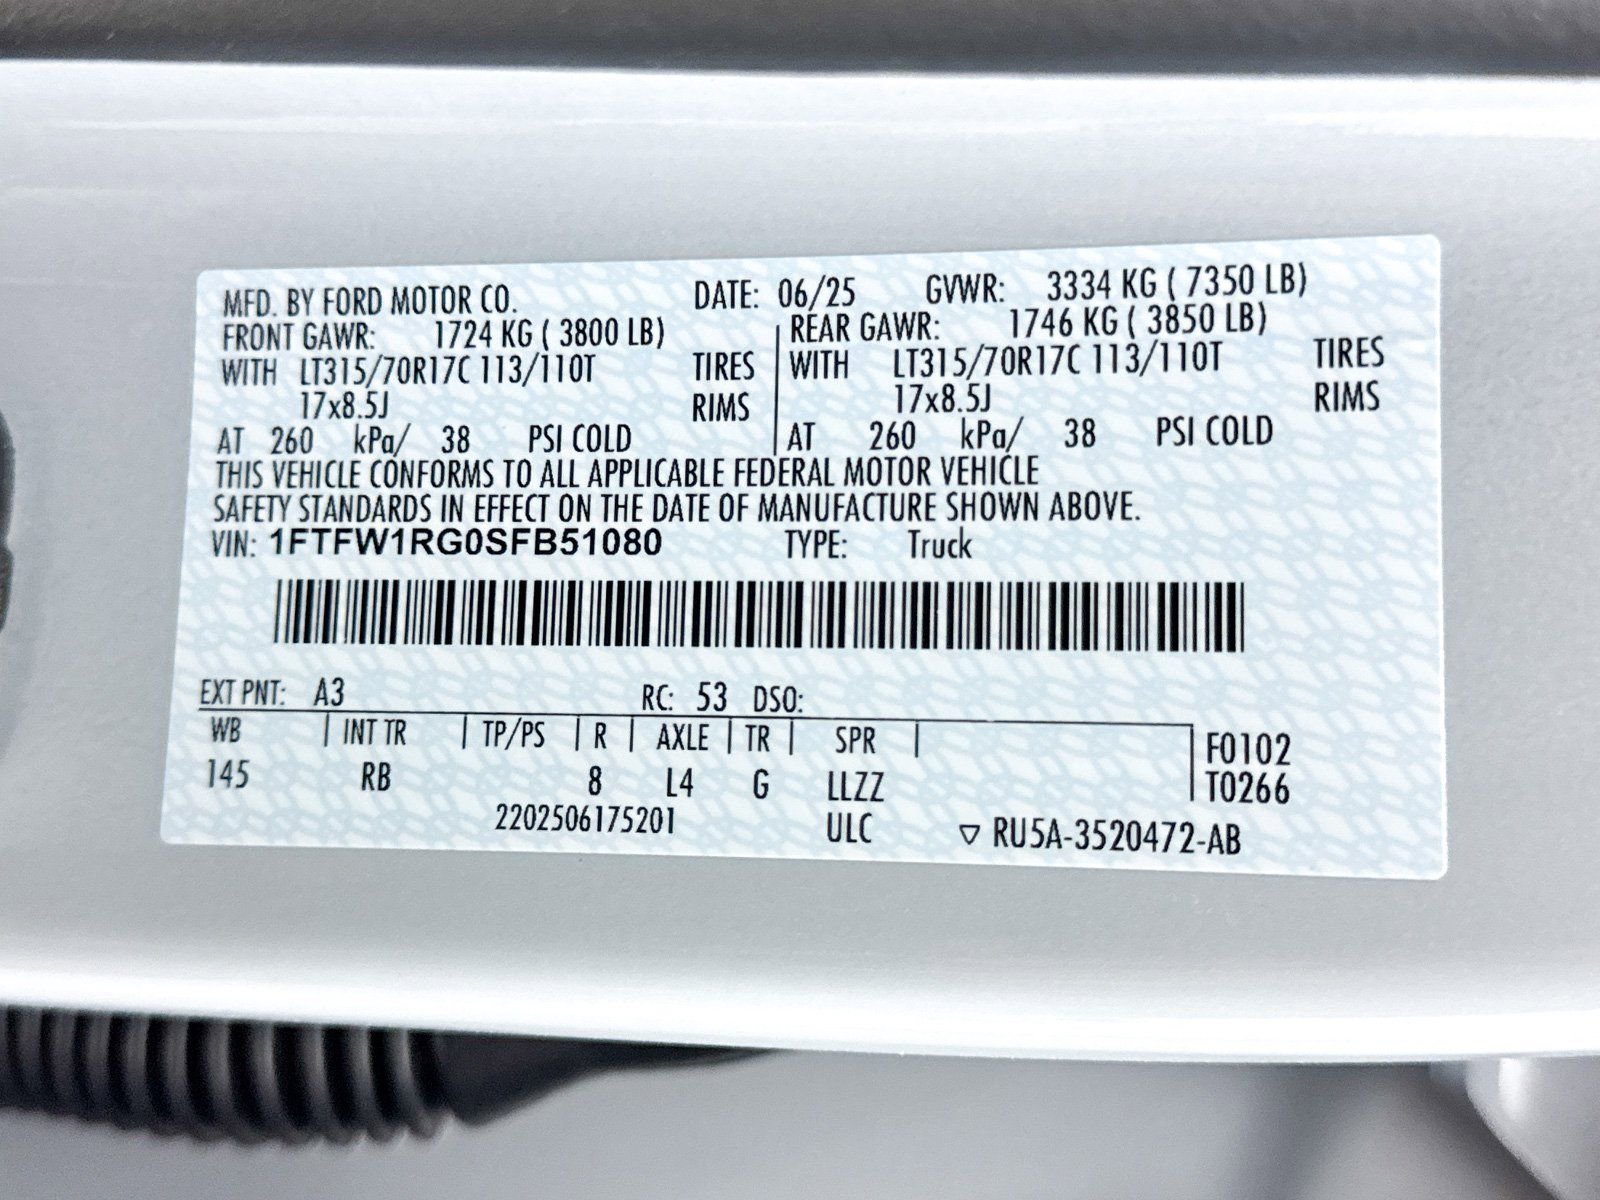 MFD. BY FORD MOTOR CO. DATE: 06/25 GVWR: 3334 KG ( 7350 LB)
FRONT GAWR: 1724 KG ( 3800 LB) REAR GAWR: 1746 KG ( 3850 LB)
WITH LT315/70R17C 113/110T TIRES WITH LT315/70R17C 113/110T TIRES
17x8.5J RIMS 17x8.5J RIMS
AT 260 kPa/ 38 PSI COLD AT 260 kPa/ 38 PSI COLD
THIS VEHICLE CONFORMS TO ALL APPLICABLE FEDERAL MOTOR VEHICLE
SAFETY STANDARDS IN EFFECT ON THE DATE OF MANUFACTURE SHOWN ABOVE.
VIN: 1FTFW1RG0SFB51080 TYPE: Truck
EXT PNT: A3 RC: 53 DSO:
WB INT TR TP/PS R AXLE TR SPR F0102
145 RB 8 L4 G LLZZ T0266
2202506175201 ULC ▽ RU5A-3520472-AB